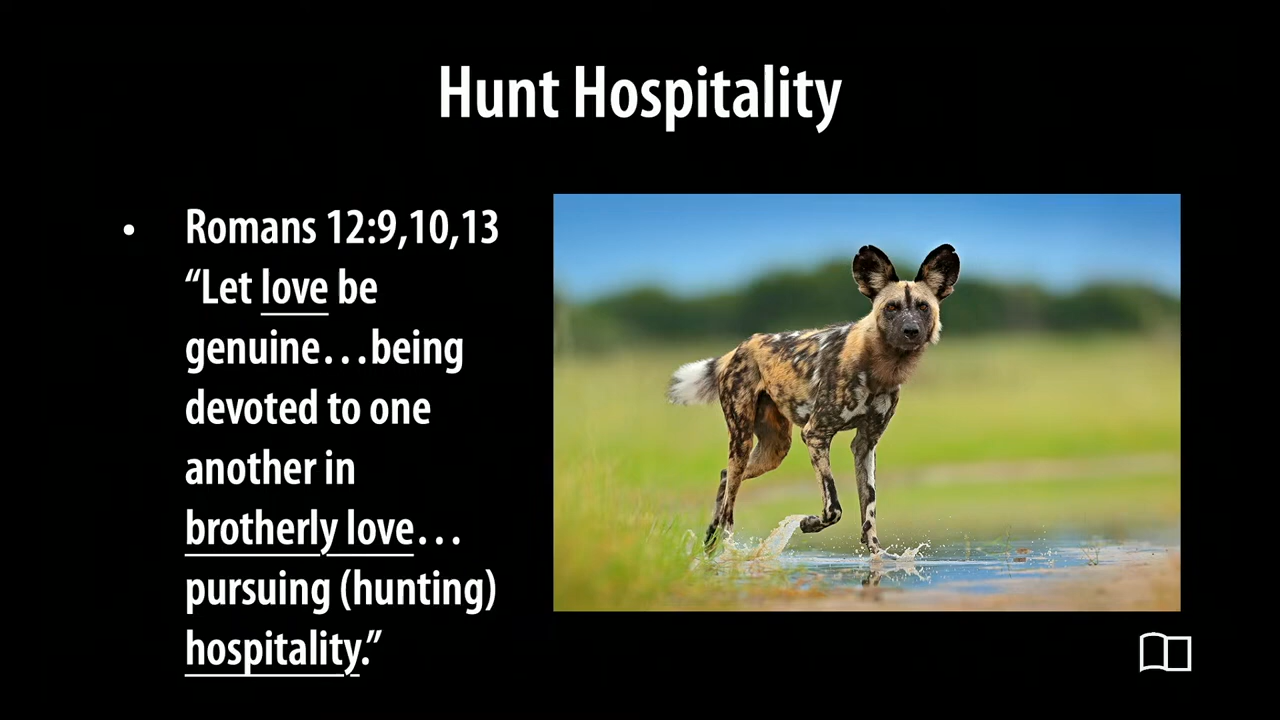 Hunt Hospitality
• Romans 12:9,10,13
“Let love be
genuine…being
devoted to one
another in
brotherly love…
pursuing (hunting)
hospitality.”